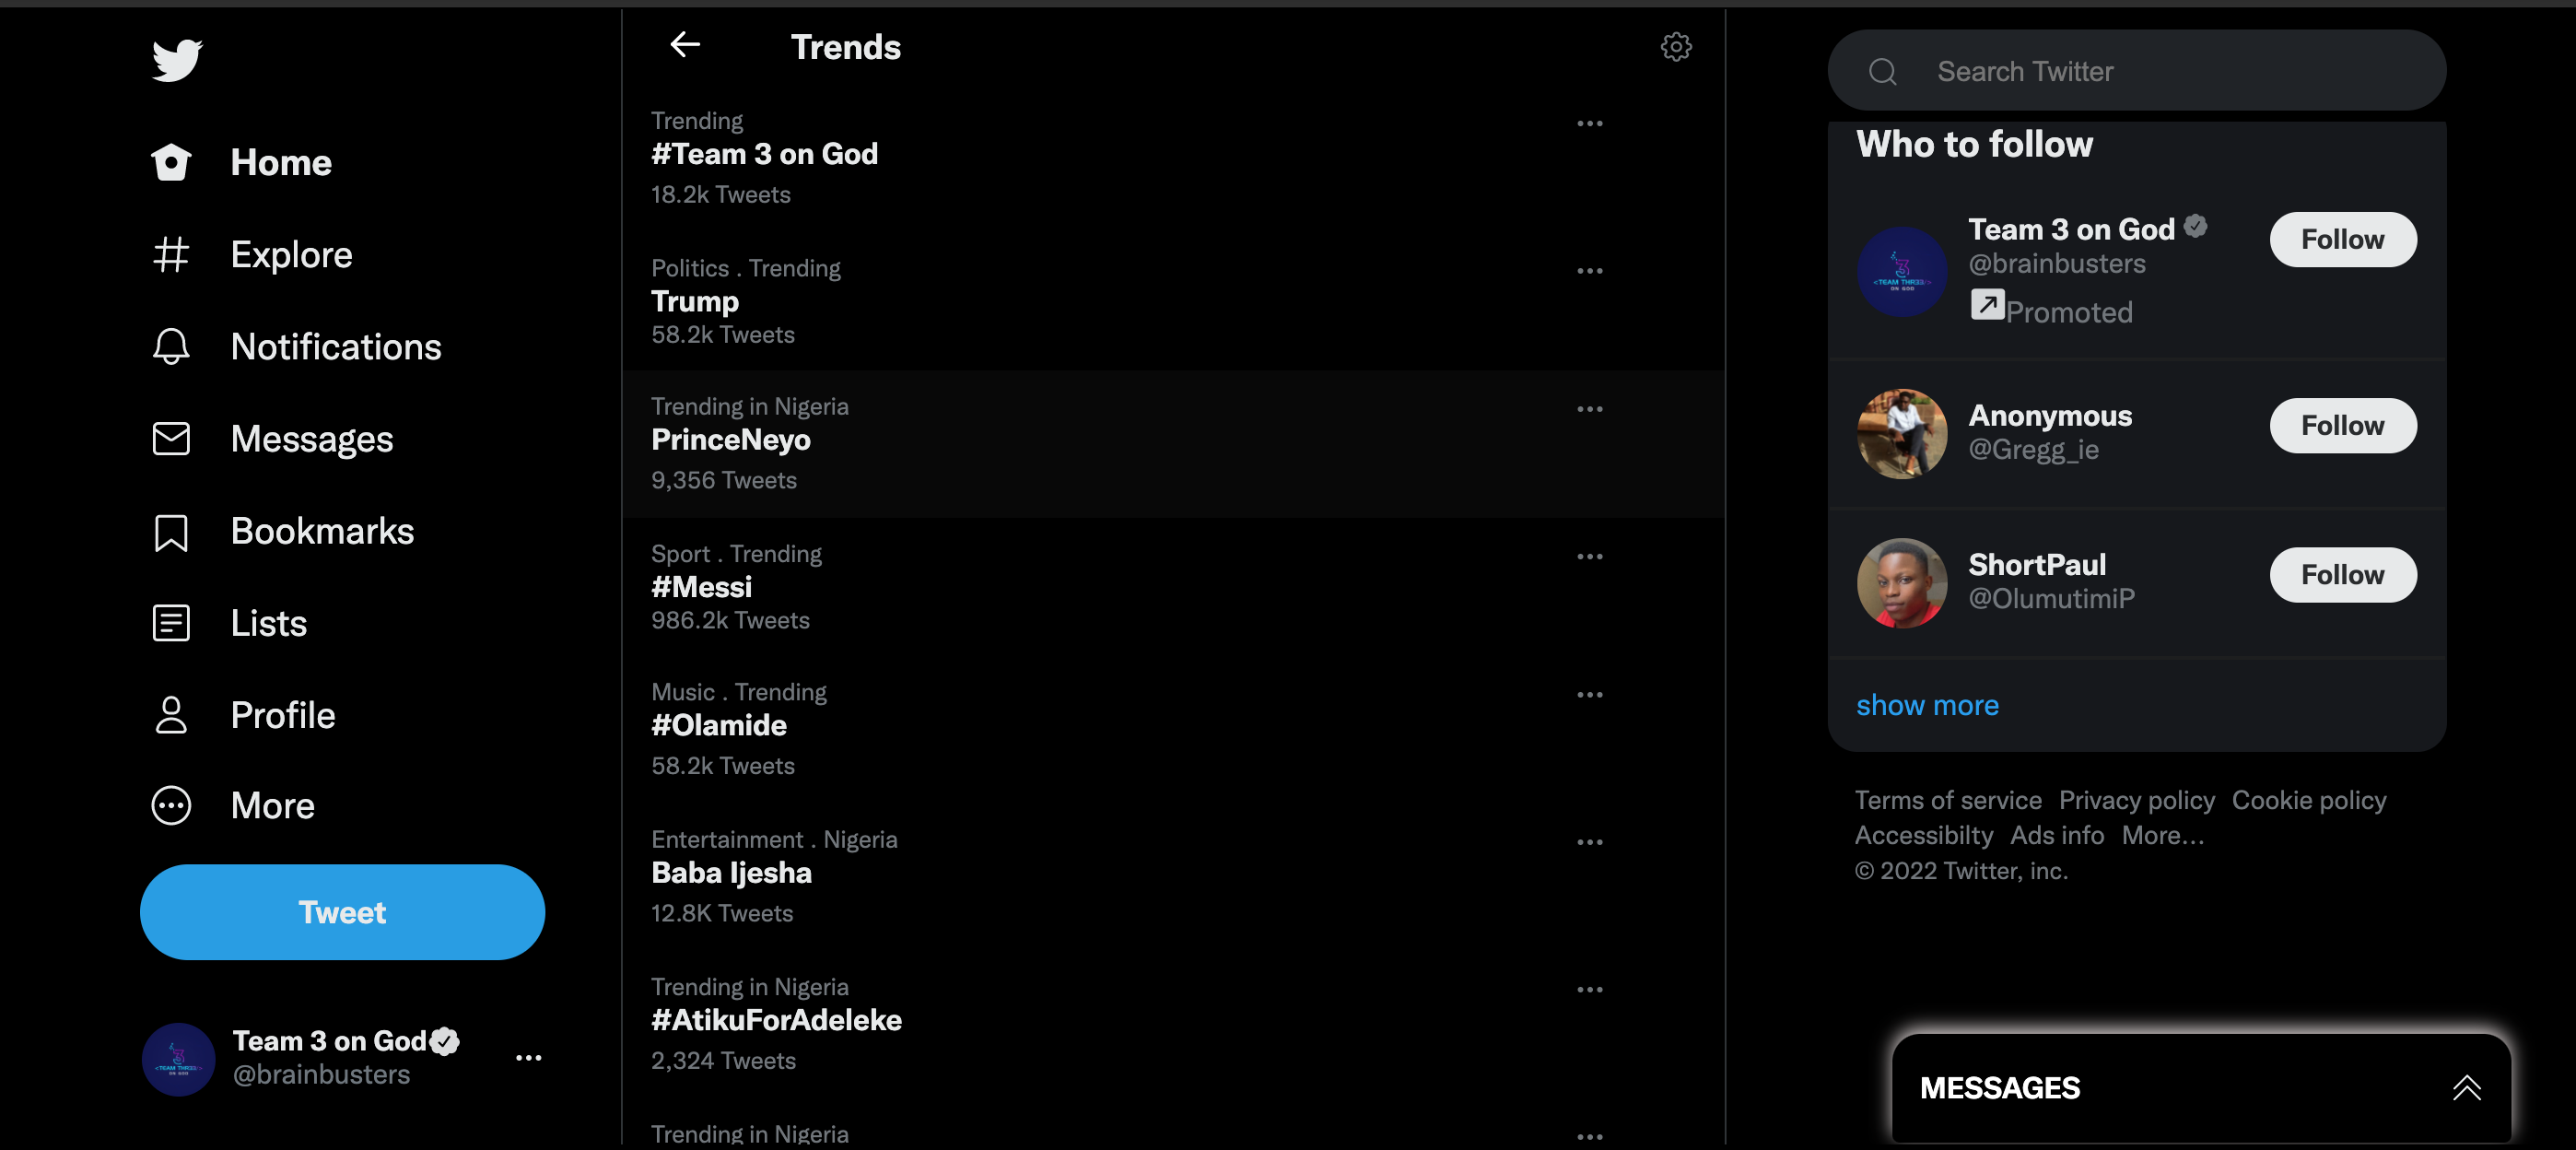 Home
Explore
Notifications
Messages
Bookmarks
Lists
Profile
More
Tweet
Team 3 on God
@brainbusters
Trends
Trending
#Team 3 on God
18.2k Tweets
Politics . Trending
Trump
58.2k Tweets
Trending in Nigeria
PrinceNeyo
9,356 Tweets
Sport . Trending
#Messi
986.2k Tweets
Music . Trending
#Olamide
58.2k Tweets
Entertainment . Nigeria
Baba Ijesha
12.8K Tweets
Trending in Nigeria
#AtikuForAdeleke
2,324 Tweets
Trending in Nigeria
Search Twitter
Who to follow
3
<TEAM THR33/>
ON GOD
Team 3 on God
@brainbusters
Promoted
Follow
Anonymous
@Gregg_ie
Follow
ShortPaul
@OlumutimiP
Follow
show more
Terms of service Privacy policy Cookie policy
Accessibilty Ads info More...
© 2022 Twitter, inc.
MESSAGES